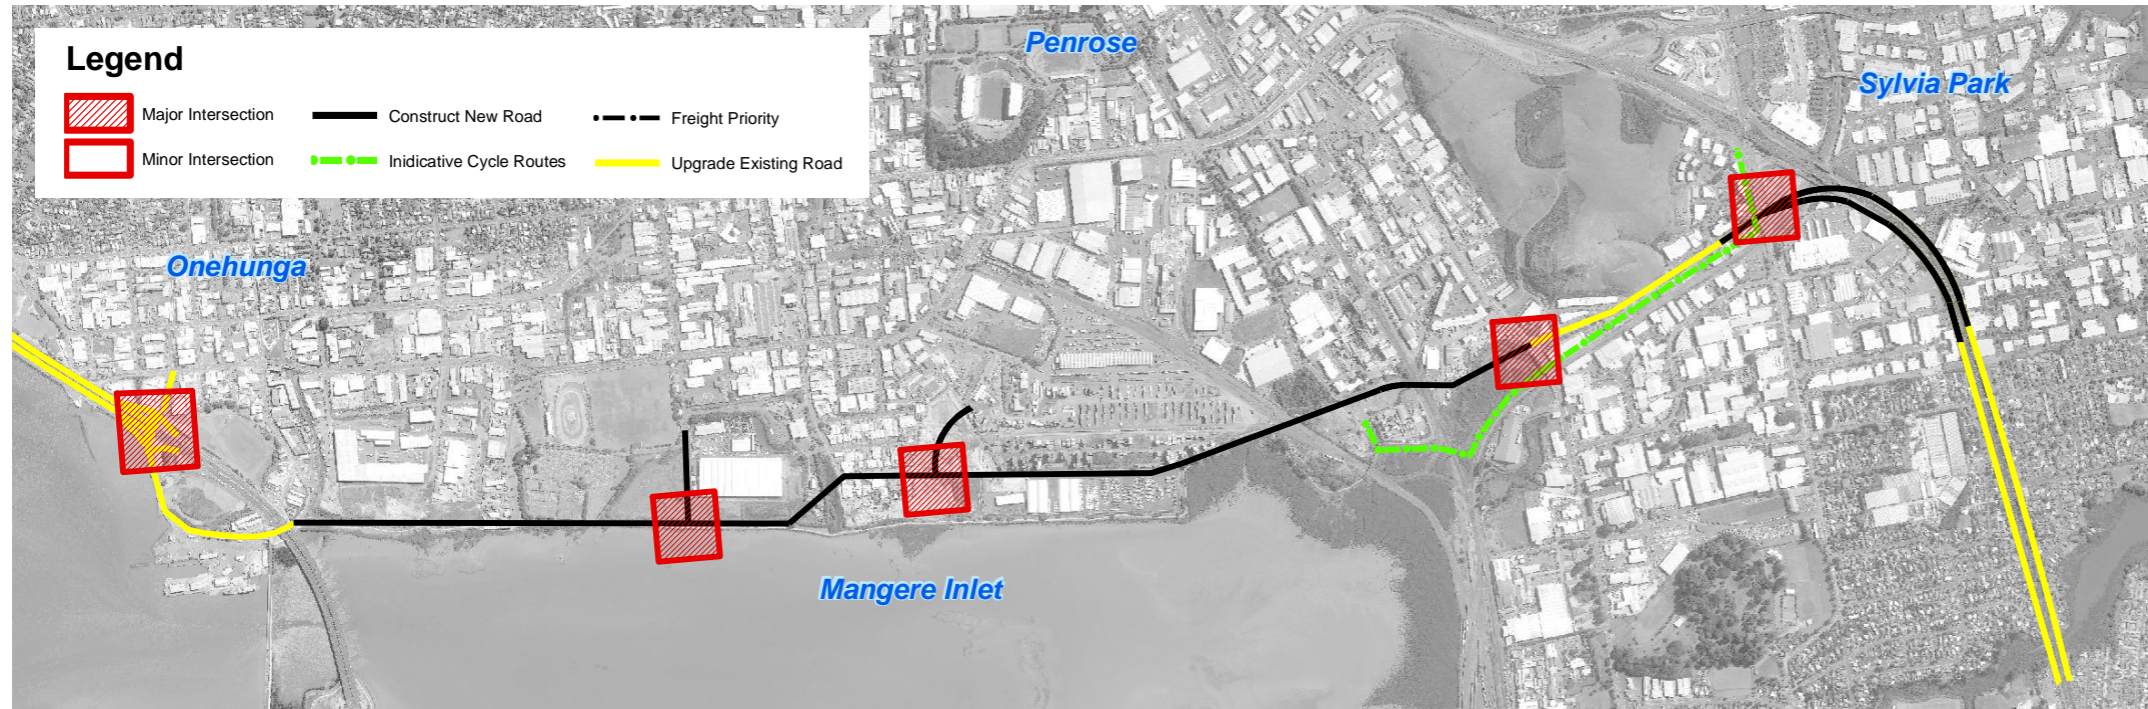 Legend
Major Intersection
Construct New Road
Freight Priority
Minor Intersection
Inidicative Cycle Routes
Upgrade Existing Road
Penrose
Sylvia Park
Onehunga
Mangere Inlet